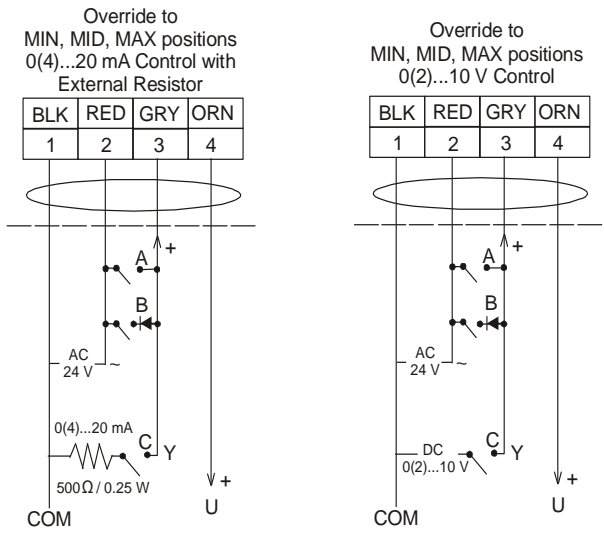 Override to
MIN, MID, MAX positions
0(4)...20 mA Control with
External Resistor
BLK RED GRY ORN
1 2 3 4
+
A
B
AC
24 V ~
0(4)...20 mA
C Y
500Ω / 0.25 W
+
U
COM
Override to
MIN, MID, MAX positions
0(2)...10 V Control
BLK RED GRY ORN
1 2 3 4
+
A
B
AC
24 V ~
DC
0(2)...10 V
C Y
+
U
COM